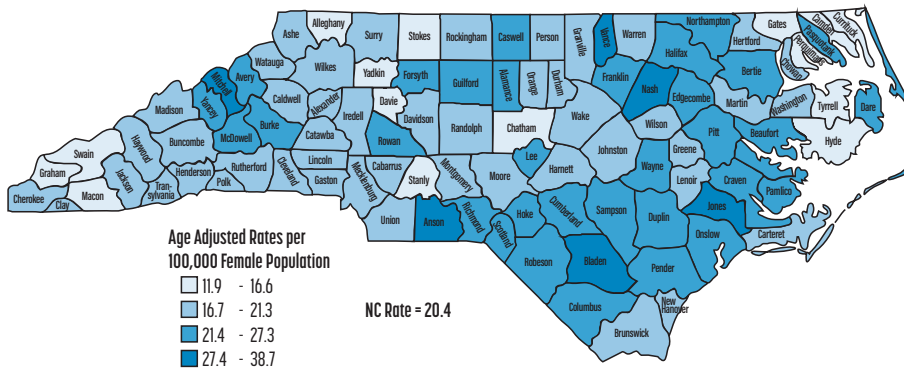 Ashe
Alleghany
Surry
Stokes
Rockingham
Caswell
Person
Granville
Vance
Warren
Northampton
Gates
Camden
Currituck
Pasquotank
Perquimans
Chowan
Hertford
Halifax
Watauga
Wilkes
Yadkin
Forsyth
Guilford
Alamance
Orange
Durham
Franklin
Nash
Edgecombe
Bertie
Mitchell
Avery
Caldwell
Alexander
Iredell
Davie
Davidson
Randolph
Chatham
Wake
Wilson
Martin
Washington
Tyrrell
Dare
Madison
Yancey
McDowell
Burke
Catawba
Rowan
Lee
Johnston
Greene
Pitt
Beaufort
Hyde
Swain
Haywood
Buncombe
Rutherford
Cleveland
Lincoln
Gaston
Mecklenburg
Cabarrus
Stanly
Montgomery
Moore
Harnett
Wayne
Lenoir
Craven
Pamlico
Graham
Cherokee
Clay
Macon
Jackson
Tran-
sylvania
Henderson
Polk
Union
Anson
Richmond
Scotland
Hoke
Cumberland
Sampson
Duplin
Jones
Onslow
Carteret
Robeson
Bladen
Pender
Columbus
Brunswick
New
Hanover
Age Adjusted Rates per
100,000 Female Population
11.9 - 16.6
16.7 - 21.3
21.4 - 27.3
27.4 - 38.7
NC Rate = 20.4